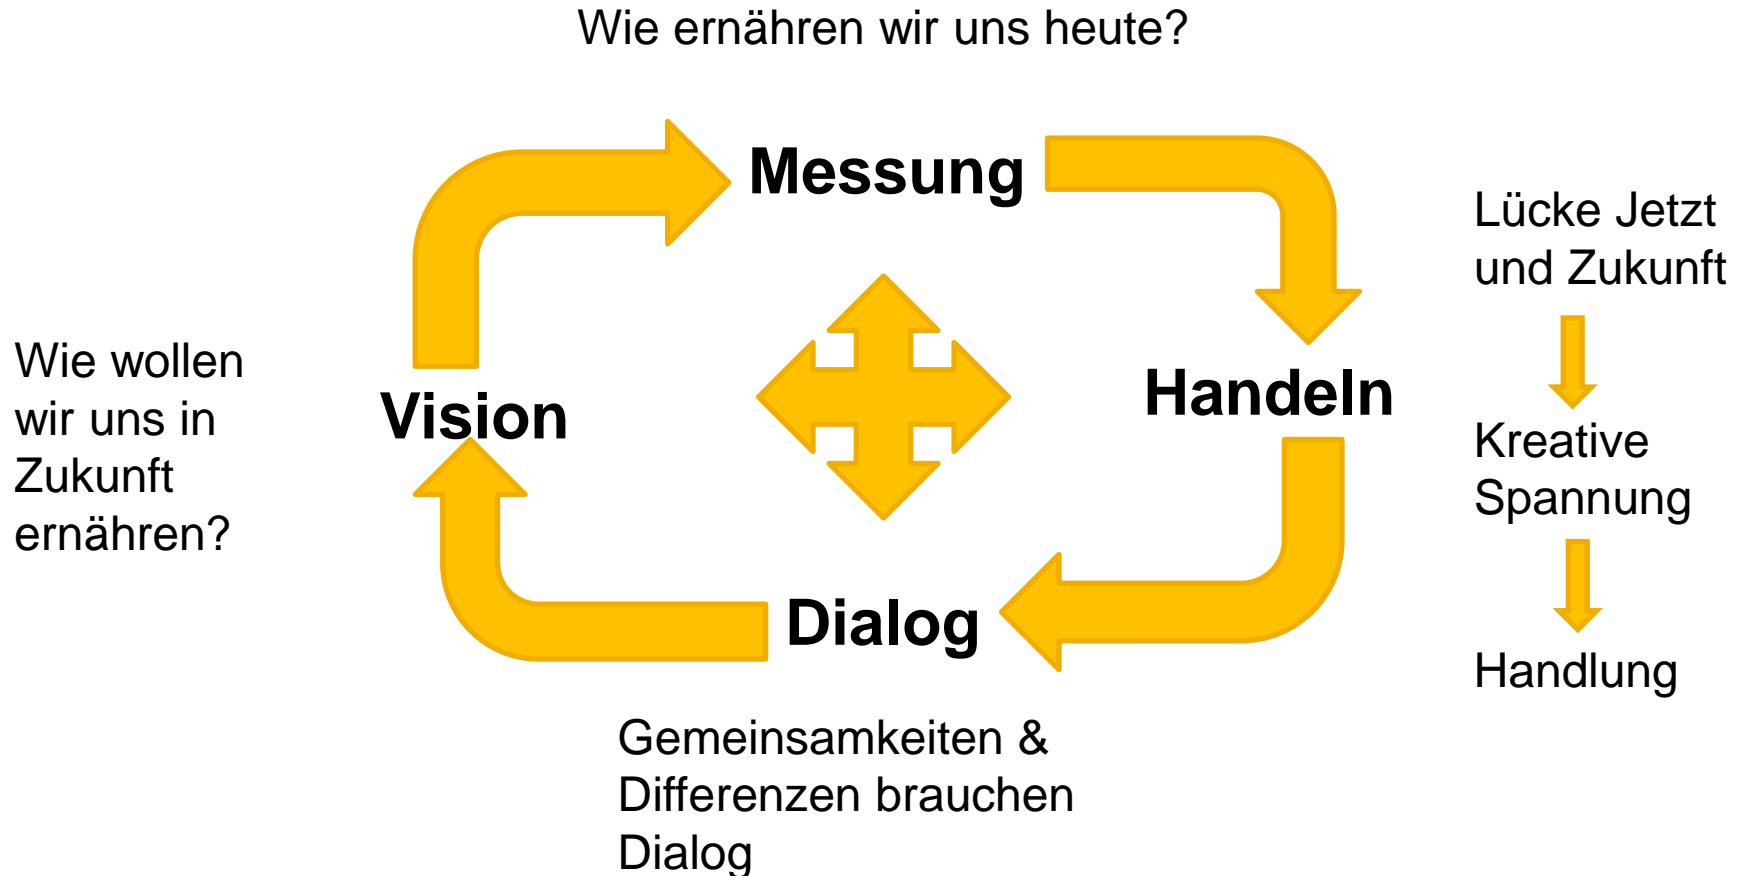 Wie ernähren wir uns heute?
Messung
Lücke Jetzt
und Zukunft
Wie wollen
wir uns in
Zukunft
ernähren?
Vision
Handeln
Kreative
Spannung
Dialog
Handlung
Gemeinsamkeiten &
Differenzen brauchen
Dialog